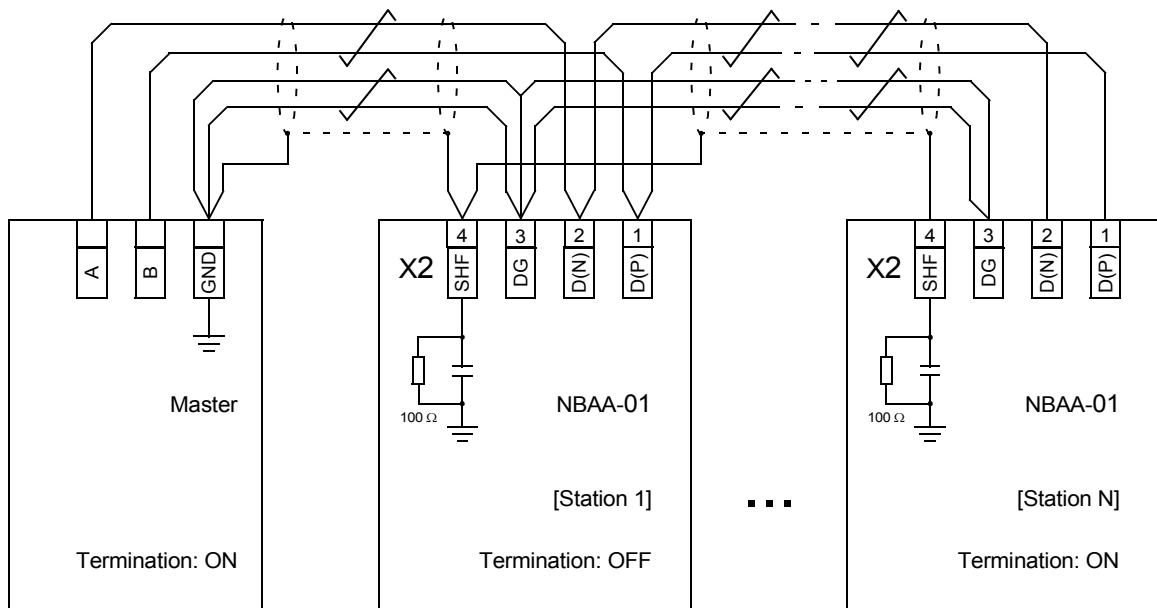 4 3 2 1
4 3 2 1
A B GND
X2 SHF DG D(N) D(P)
X2 SHF DG D(N) D(P)
100 Ω
100 Ω
Master
NBAA-01
NBAA-01
[Station 1]
...
[Station N]
Termination: ON
Termination: OFF
Termination: ON